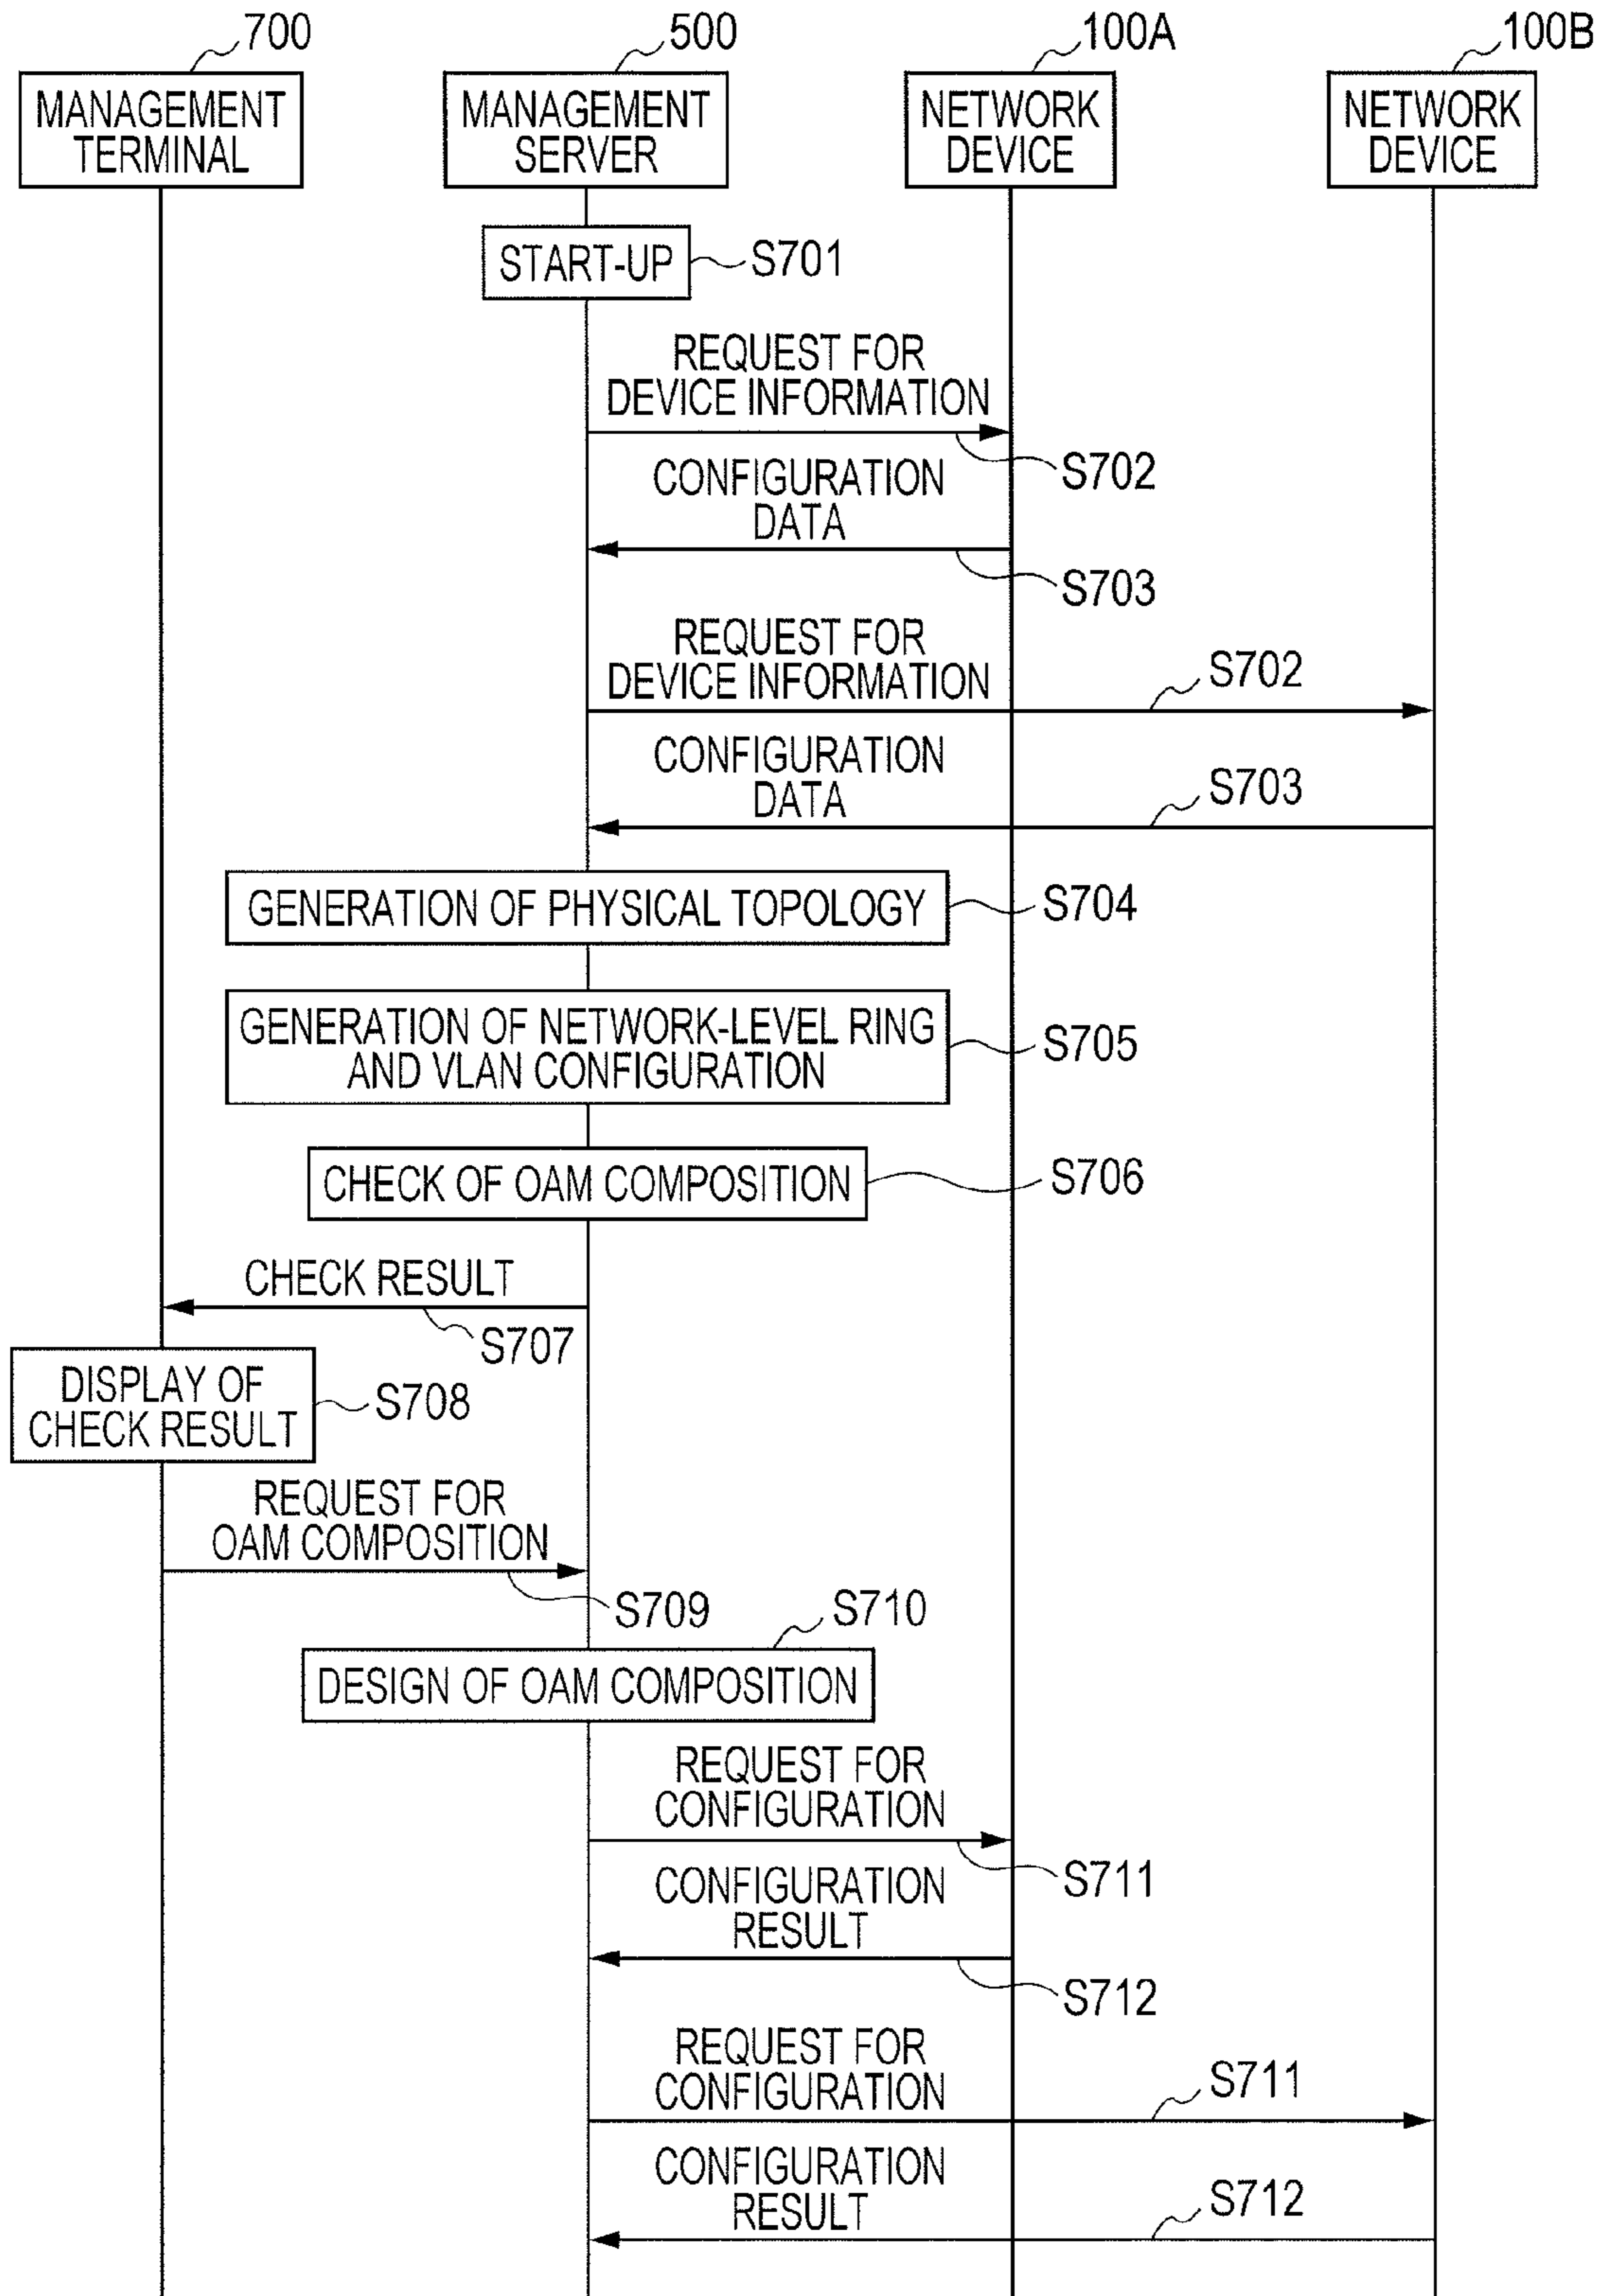 700
500
100A
100B
MANAGEMENT
TERMINAL
MANAGEMENT
SERVER
NETWORK
DEVICE
NETWORK
DEVICE
START-UP
S701
REQUEST FOR
DEVICE INFORMATION
S702
CONFIGURATION
DATA
S703
REQUEST FOR
DEVICE INFORMATION
S702
CONFIGURATION
DATA
S703
GENERATION OF PHYSICAL TOPOLOGY
S704
GENERATION OF NETWORK-LEVEL RING
AND VLAN CONFIGURATION
S705
CHECK OF OAM COMPOSITION
S706
CHECK RESULT
S707
DISPLAY OF
CHECK RESULT
S708
REQUEST FOR
OAM COMPOSITION
S709
S710
DESIGN OF OAM COMPOSITION
REQUEST FOR
CONFIGURATION
S711
CONFIGURATION
RESULT
S712
REQUEST FOR
CONFIGURATION
S711
CONFIGURATION
RESULT
S712